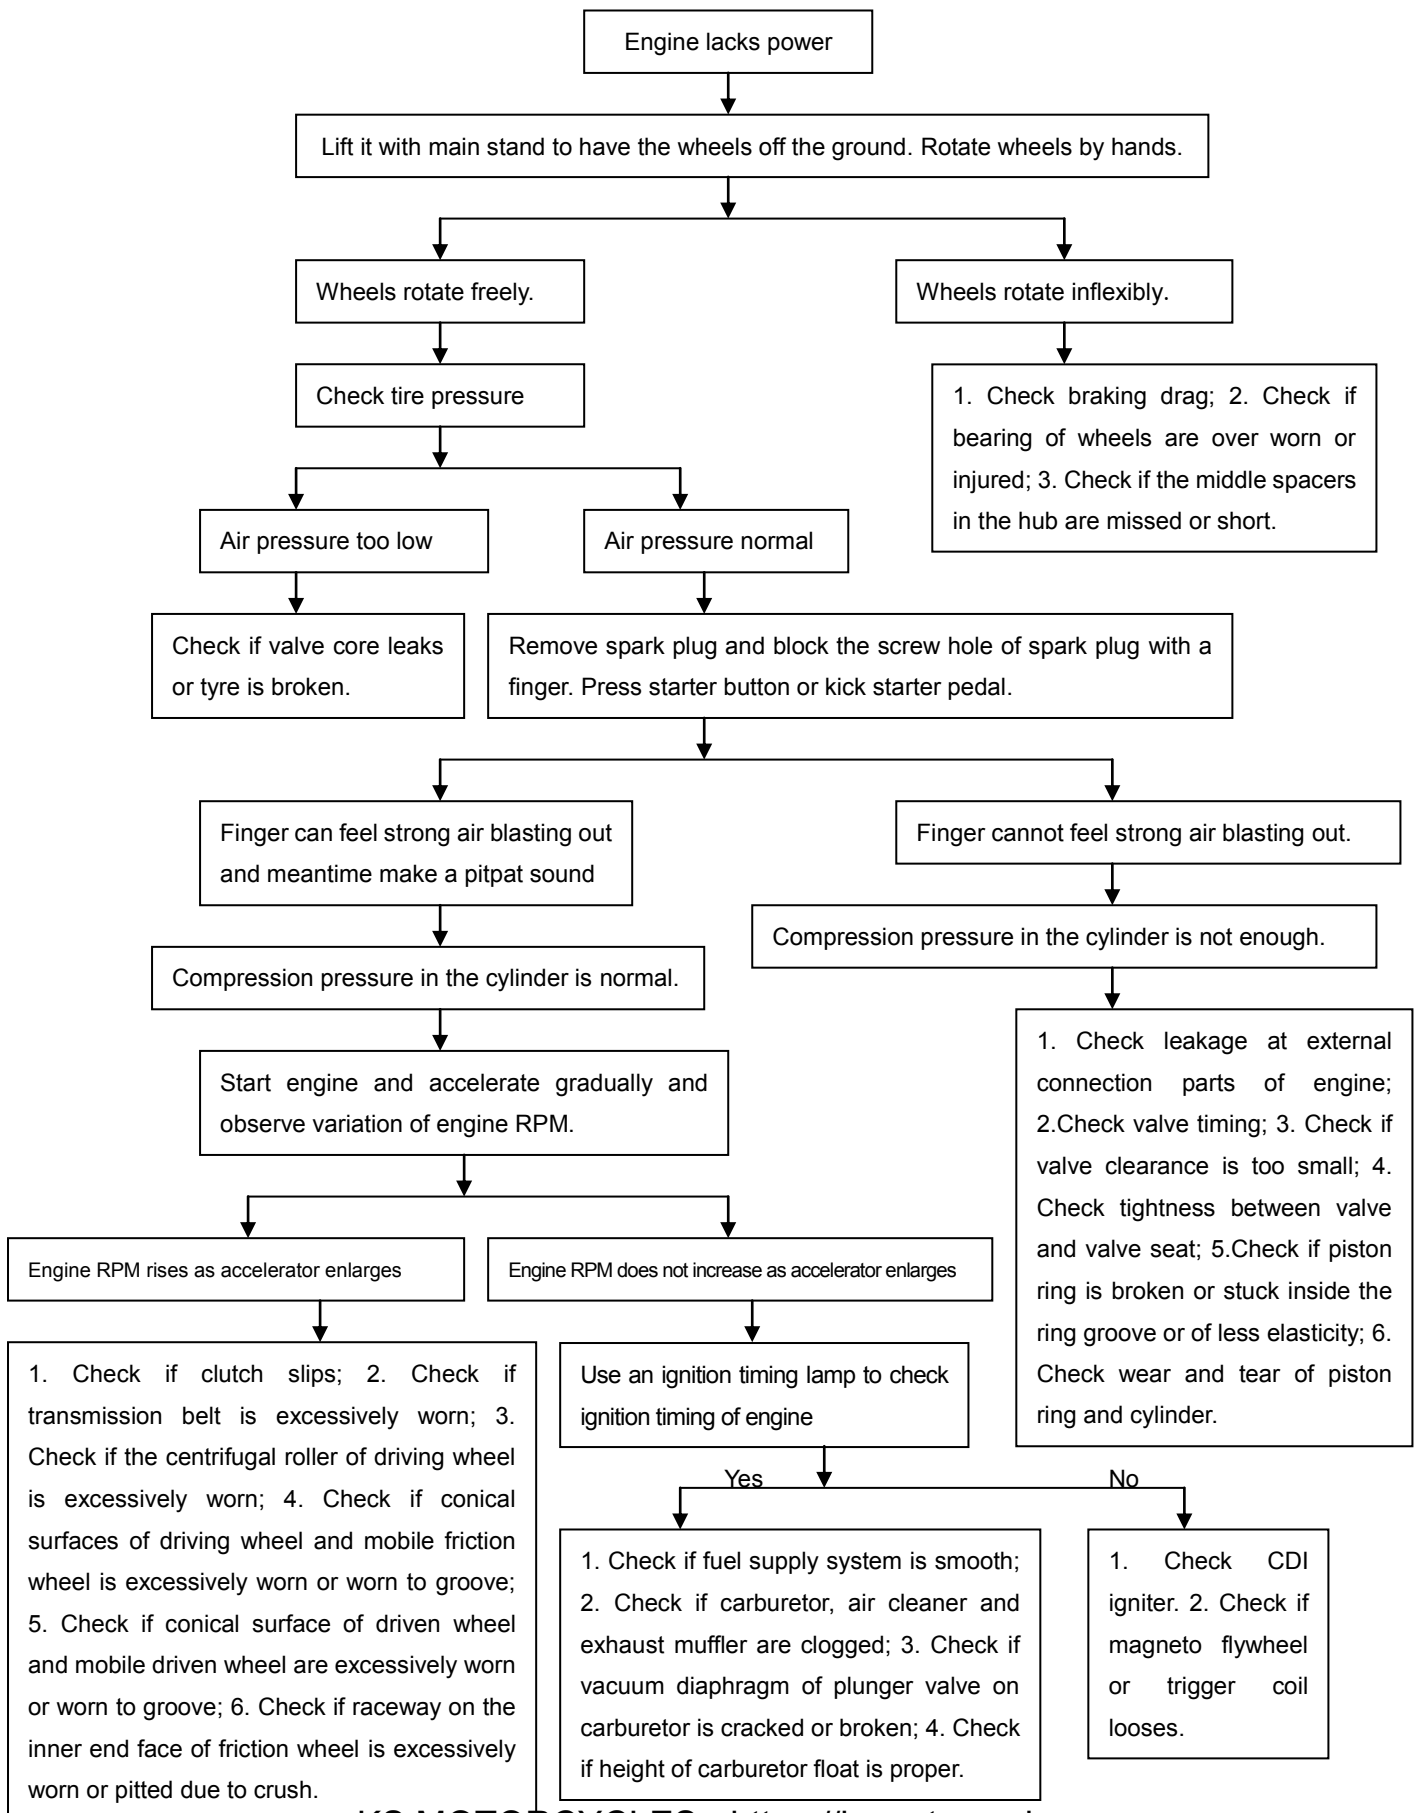 Engine lacks power
Lift it with main stand to have the wheels off the ground. Rotate wheels by hands.
Wheels rotate freely.
Wheels rotate inflexibly.
Check tire pressure
1. Check braking drag; 2. Check if
bearing of wheels are over worn or
injured; 3. Check if the middle spacers
in the hub are missed or short.
Air pressure too low
Air pressure normal
Check if valve core leaks
or tyre is broken.
Remove spark plug and block the screw hole of spark plug with a
finger. Press starter button or kick starter pedal.
Finger can feel strong air blasting out
and meantime make a pitpat sound
Finger cannot feel strong air blasting out.
Compression pressure in the cylinder is not enough.
Compression pressure in the cylinder is normal.
Start engine and accelerate gradually and
observe variation of engine RPM.
1. Check leakage at external
connection parts of engine;
2.Check valve timing; 3. Check if
valve clearance is too small; 4.
Check tightness between valve
and valve seat; 5.Check if piston
ring is broken or stuck inside the
ring groove or of less elasticity; 6.
Check wear and tear of piston
ring and cylinder.
Engine RPM rises as accelerator enlarges
Engine RPM does not increase as accelerator enlarges
1. Check if clutch slips; 2. Check if
transmission belt is excessively worn; 3.
Check if the centrifugal roller of driving wheel
is excessively worn; 4. Check if conical
surfaces of driving wheel and mobile friction
wheel is excessively worn or worn to groove;
5. Check if conical surface of driven wheel
and mobile driven wheel are excessively worn
or worn to groove; 6. Check if raceway on the
inner end face of friction wheel is excessively
worn or pitted due to crush.
Use an ignition timing lamp to check
ignition timing of engine
Yes
No
1. Check if fuel supply system is smooth;
2. Check if carburetor, air cleaner and
exhaust muffler are clogged; 3. Check if
vacuum diaphragm of plunger valve on
carburetor is cracked or broken; 4. Check
if height of carburetor float is proper.
1. Check CDI
igniter. 2. Check if
magneto flywheel
or trigger coil
looses.
MOTORCYCLES